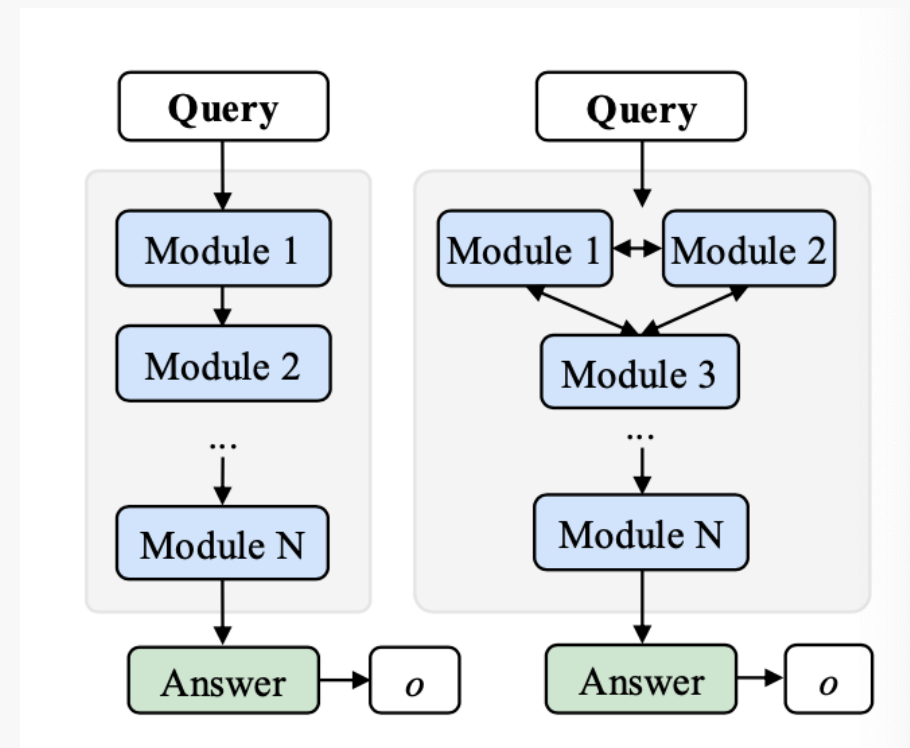 Query
Module 1
Module 2
...
Module N
Answer
o
Query
Module 1
Module 2
Module 3
...
Module N
Answer
o